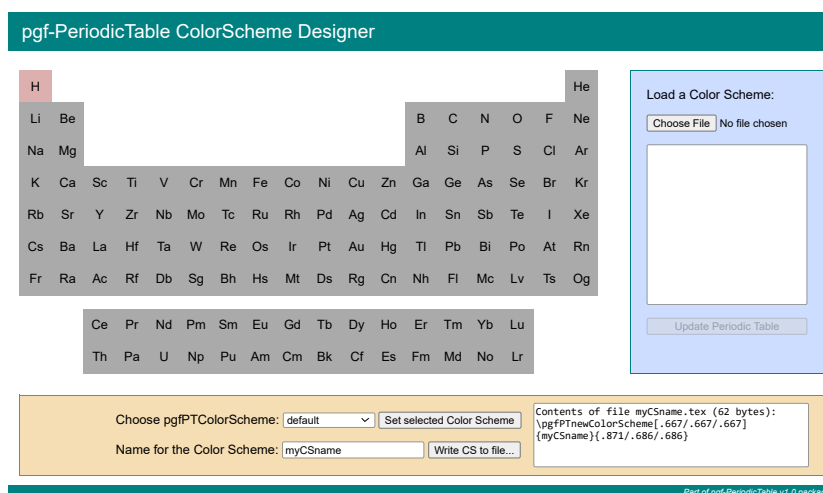 pgf-PeriodicTable ColorScheme Designer
H He
Li Be B C N O F Ne
Na Mg Al Si P S Cl Ar
K Ca Sc Ti V Cr Mn Fe Co Ni Cu Zn Ga Ge As Se Br Kr
Rb Sr Y Zr Nb Mo Tc Ru Rh Pd Ag Cd In Sn Sb Te I Xe
Cs Ba La Hf Ta W Re Os Ir Pt Au Hg Tl Pb Bi Po At Rn
Fr Ra Ac Rf Db Sg Bh Hs Mt Ds Rg Cn Nh Fl Mc Lv Ts Og
Ce Pr Nd Pm Sm Eu Gd Tb Dy Ho Er Tm Yb Lu
Th Pa U Np Pu Am Cm Bk Cf Es Fm Md No Lr
Load a Color Scheme:
Choose File No file chosen
Update Periodic Table
Choose pgfPTColorScheme: default Set selected Color Scheme
Name for the Color Scheme: myCSname Write CS to file...
Contents of file myCSname.tex (62 bytes):
\pgfPTnewColorScheme[.667/.667/.667]
{myCSname}{.871/.686/.686}
Part of pgf-PeriodicTable v1.0